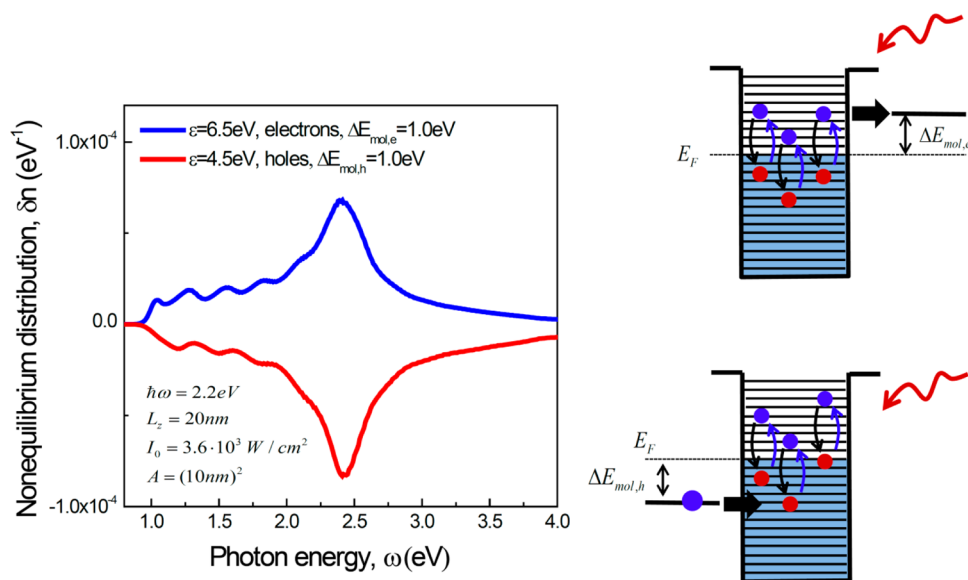 Nonequilibrium distribution, δn (eV⁻¹)
1.0x10⁻⁴
0.0
-1.0x10⁻⁴
ε=6.5eV, electrons, ΔE_mol,e=1.0eV
ε=4.5eV, holes, ΔE_mol,h=1.0eV
ħω = 2.2eV
L_z = 20nm
I₀ = 3.6·10³ W / cm²
A = (10nm)²
1.0 1.5 2.0 2.5 3.0 3.5 4.0
Photon energy, ω(eV)
E_F
ΔE_mol,e
E_F
ΔE_mol,h